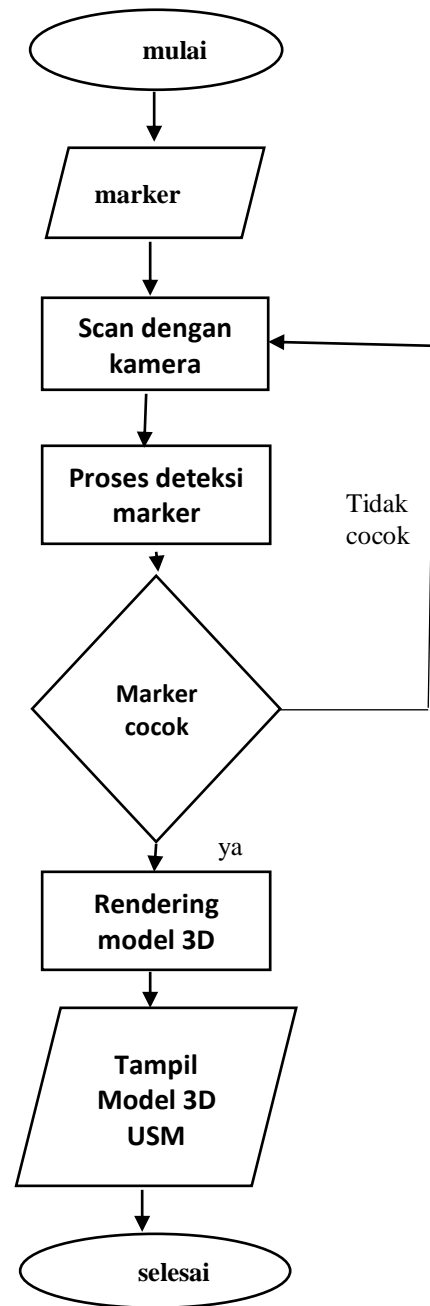 mulai
marker
Scan dengan
kamera
Proses deteksi
marker
Tidak
cocok
Marker
cocok
ya
Rendering
model 3D
Tampil
Model 3D
USM
selesai